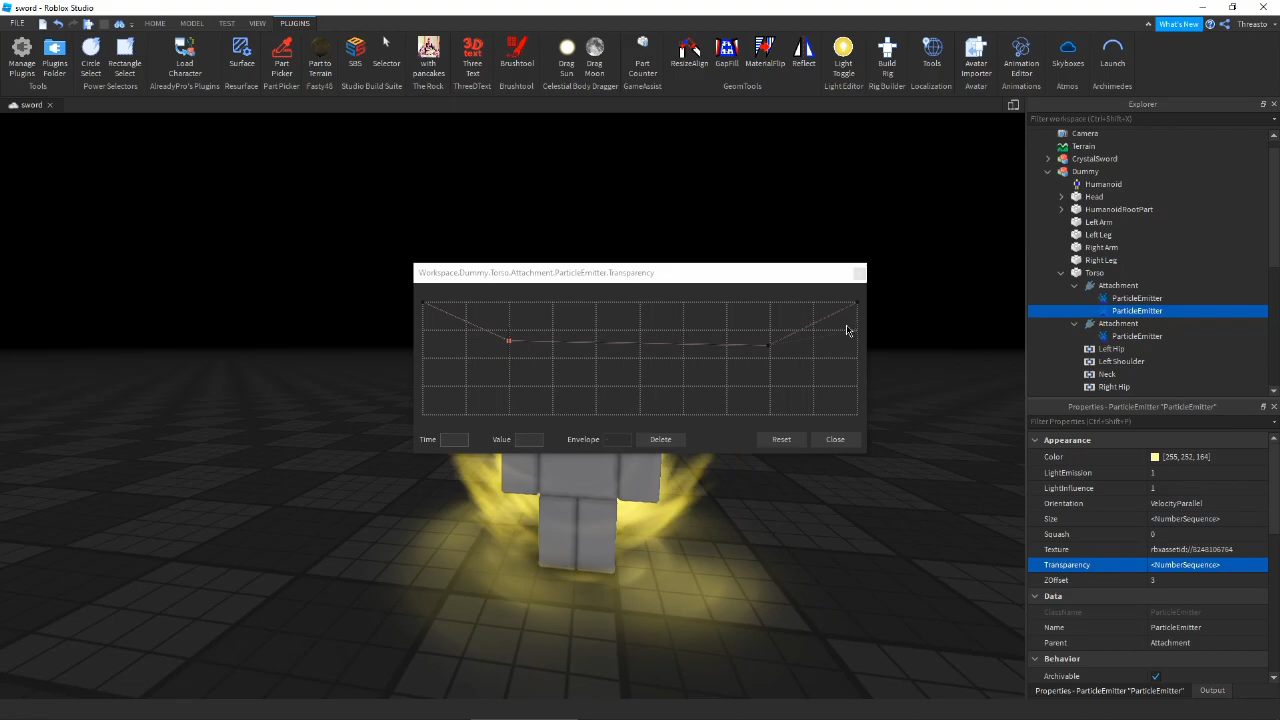 sword - Roblox Studio
FILE HOME MODEL TEST VIEW PLUGINS What's New Threasto
Manage Plugins
Plugins Folder
Circle Select
Rectangle Select
Load Character
Surface
Part Picker
Part to Terrain
SBS
Selector
with pancakes
3D text
Three Text
Brushtool
Drag Sun
Drag Moon
Part Counter
ResizeAlign
GapFill
MaterialFlip
Reflect
Light Toggle
Build Rig
Tools
Avatar Importer
Animation Editor
Skyboxes
Launch
Tools Power Selectors AlreadyPro's Plugins Resurface Part Picker Fasty48 Studio Build Suite The Rock ThreeDText Brushtool Celestial Body Dragger GameAssist GeomTools Light Editor Rig Builder Localization Avatar Animations Atmos Archimedes
sword
Explorer
Filter workspace (Ctrl+Shift+X)
Camera
Terrain
CrystalSword
Dummy
Humanoid
Head
HumanoidRootPart
Left Arm
Left Leg
Right Arm
Right Leg
Torso
Attachment
ParticleEmitter
ParticleEmitter
Attachment
ParticleEmitter
Left Hip
Left Shoulder
Neck
Right Hip
Workspace.Dummy.Torso.Attachment.ParticleEmitter.Transparency
Time Value Envelope Delete Reset Close
Properties - ParticleEmitter "ParticleEmitter"
Filter Properties (Ctrl+Shift+P)
Appearance
Color [255, 252, 164]
LightEmission 1
LightInfluence 1
Orientation VelocityParallel
Size <NumberSequence>
Squash 0
Texture rbxassetid://8248106764
Transparency <NumberSequence>
ZOffset 3
Data
ClassName ParticleEmitter
Name ParticleEmitter
Parent Attachment
Behavior
Archivable
Properties - ParticleEmitter "ParticleEmitter" Output